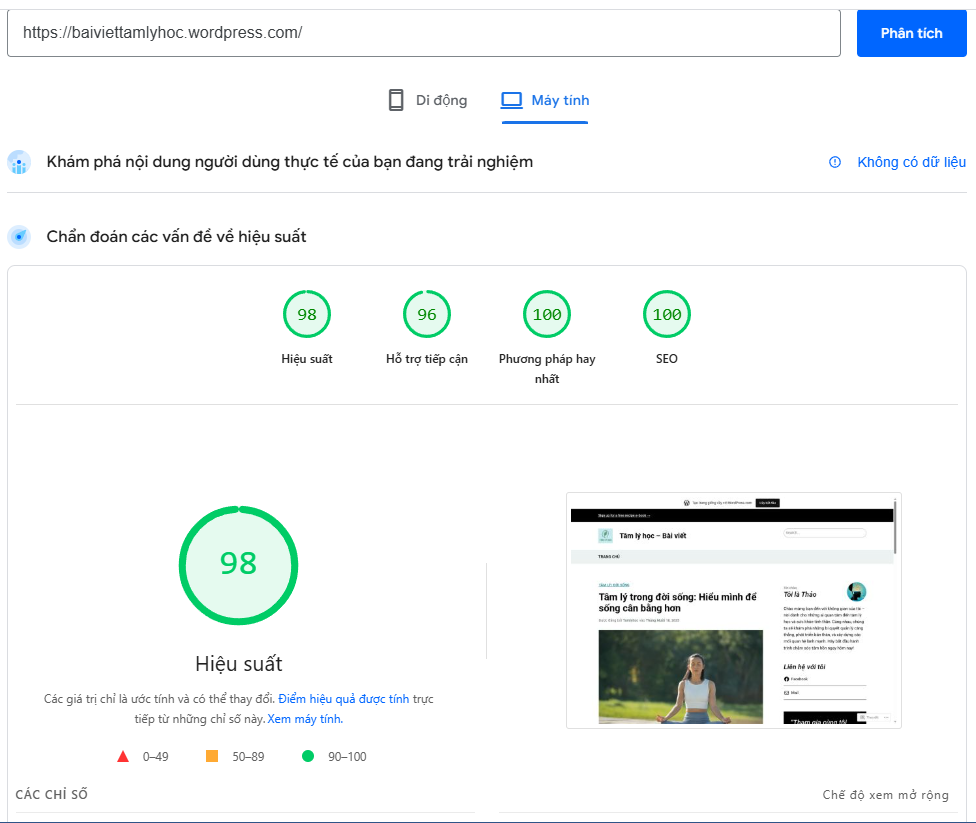 https://baiviettamlyhoc.wordpress.com/
Phân tích
Di động
Máy tính
Khám phá nội dung người dùng thực tế của bạn đang trải nghiệm
Không có dữ liệu
Chẩn đoán các vấn đề về hiệu suất
98
96
100
100
Hiệu suất
Hỗ trợ tiếp cận
Phương pháp hay nhất
SEO
98
Hiệu suất
Các giá trị chỉ là ước tính và có thể thay đổi. Điểm hiệu quả được tính trực
tiếp từ những chỉ số này. Xem máy tính.
0–49
50–89
90–100
Tâm lý học – Bài viết
TRANG CHỦ
Tâm lý trong đời sống: Hiểu mình để
sống cân bằng hơn
Tôi là Thảo
Liên hệ với tôi
Facebook
Mail
"Tham gia cùng tôi
CÁC CHỈ SỐ
Chế độ xem mở rộng